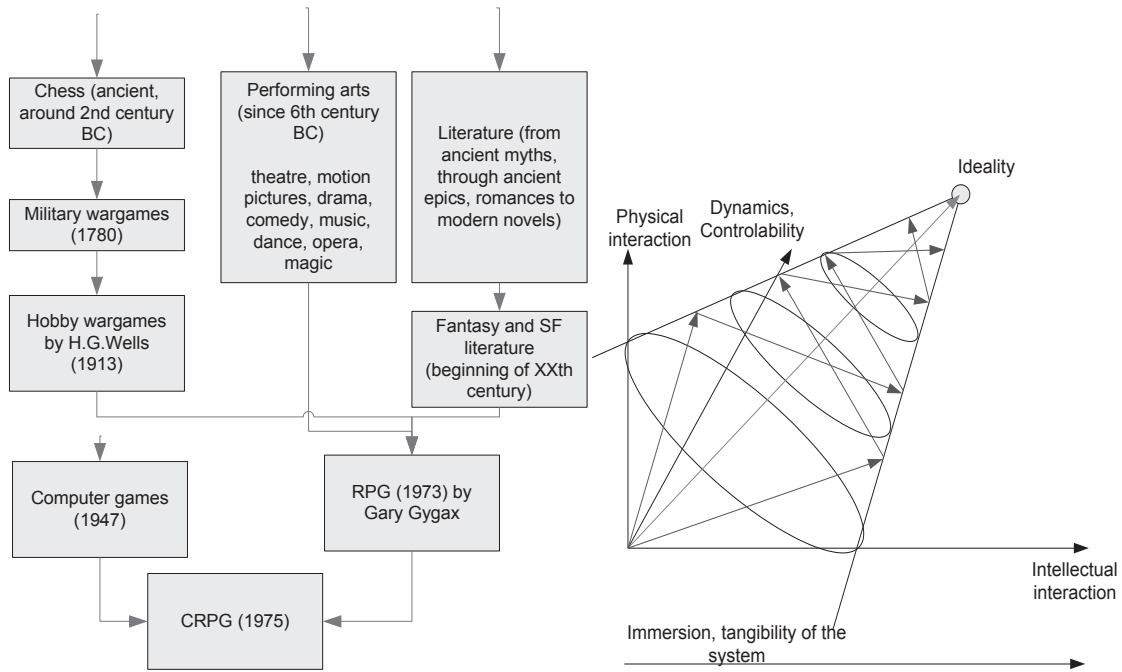 Chess (ancient,
around 2nd century
BC)
Military wargames
(1780)
Hobby wargames
by H.G.Wells
(1913)
Performing arts
(since 6th century
BC)
theatre, motion
pictures, drama,
comedy, music,
dance, opera,
magic
Literature (from
ancient myths,
through ancient
epics, romances to
modern novels)
Fantasy and SF
literature
(beginning of XXth
century)
Computer games
(1947)
RPG (1973) by
Gary Gygax
CRPG (1975)
Ideality
Physical
interaction
Dynamics,
Controlability
Intellectual
interaction
Immersion, tangibility of the
system